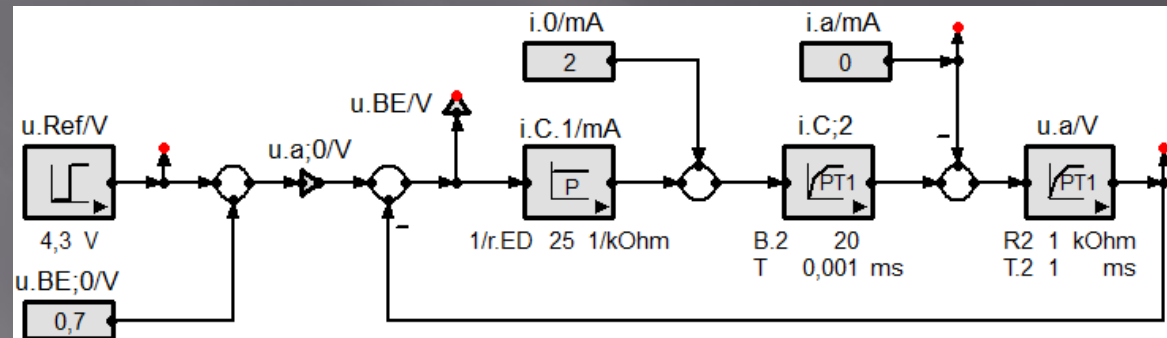 i.0/mA
2
i.a/mA
0
u.Ref/V
4,3 V
u.BE;0/V
0,7
u.a;0/V
u.BE/V
-
i.C.1/mA
P
1/r.ED 25 1/kOhm
i.C;2
PT1
B.2 20
T 0,001 ms
-
u.a/V
PT1
R2 1 kOhm
T.2 1 ms